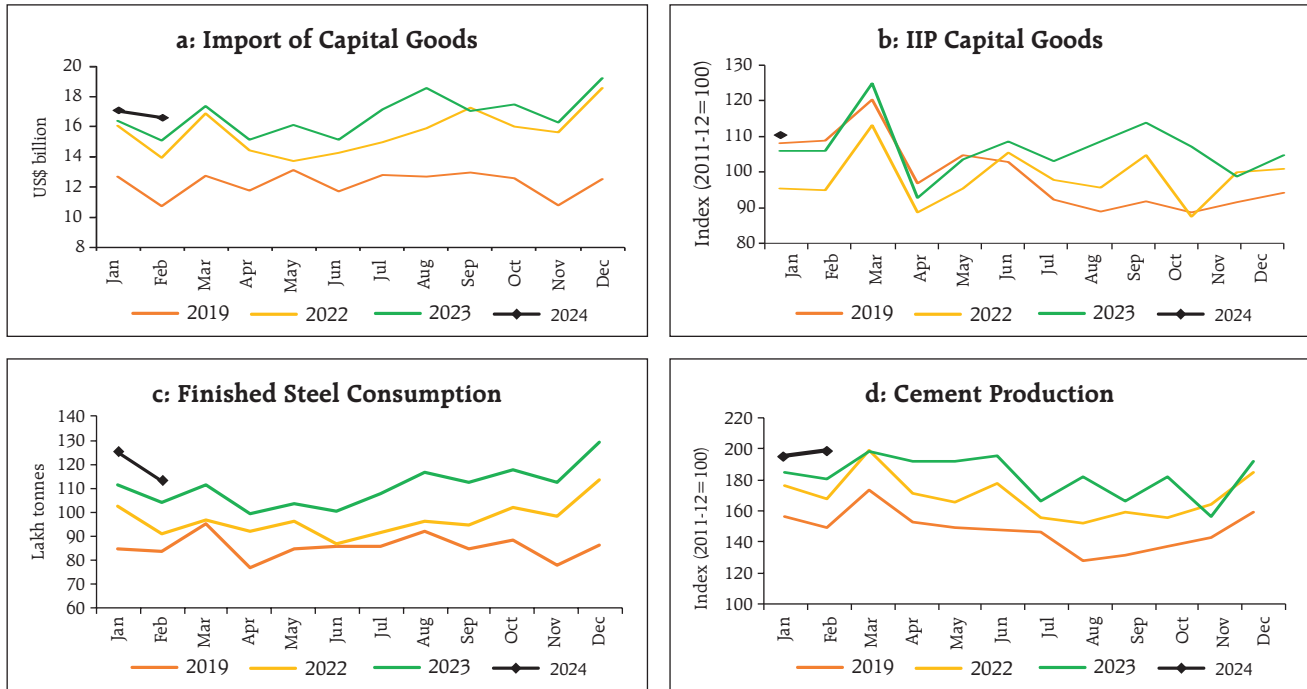 a: Import of Capital Goods
US$ billion
20
18
16
14
12
10
8
Jan Feb Mar Apr May Jun Jul Aug Sep Oct Nov Dec
2019 2022 2023 2024
b: IIP Capital Goods
Index (2011-12=100)
130
120
110
100
90
80
Jan Feb Mar Apr May Jun Jul Aug Sep Oct Nov Dec
2019 2022 2023 2024
c: Finished Steel Consumption
Lakh tonnes
140
130
120
110
100
90
80
70
60
Jan Feb Mar Apr May Jun Jul Aug Sep Oct Nov Dec
2019 2022 2023 2024
d: Cement Production
Index (2011-12=100)
220
200
180
160
140
120
100
Jan Feb Mar Apr May Jun Jul Aug Sep Oct Nov Dec
2019 2022 2023 2024